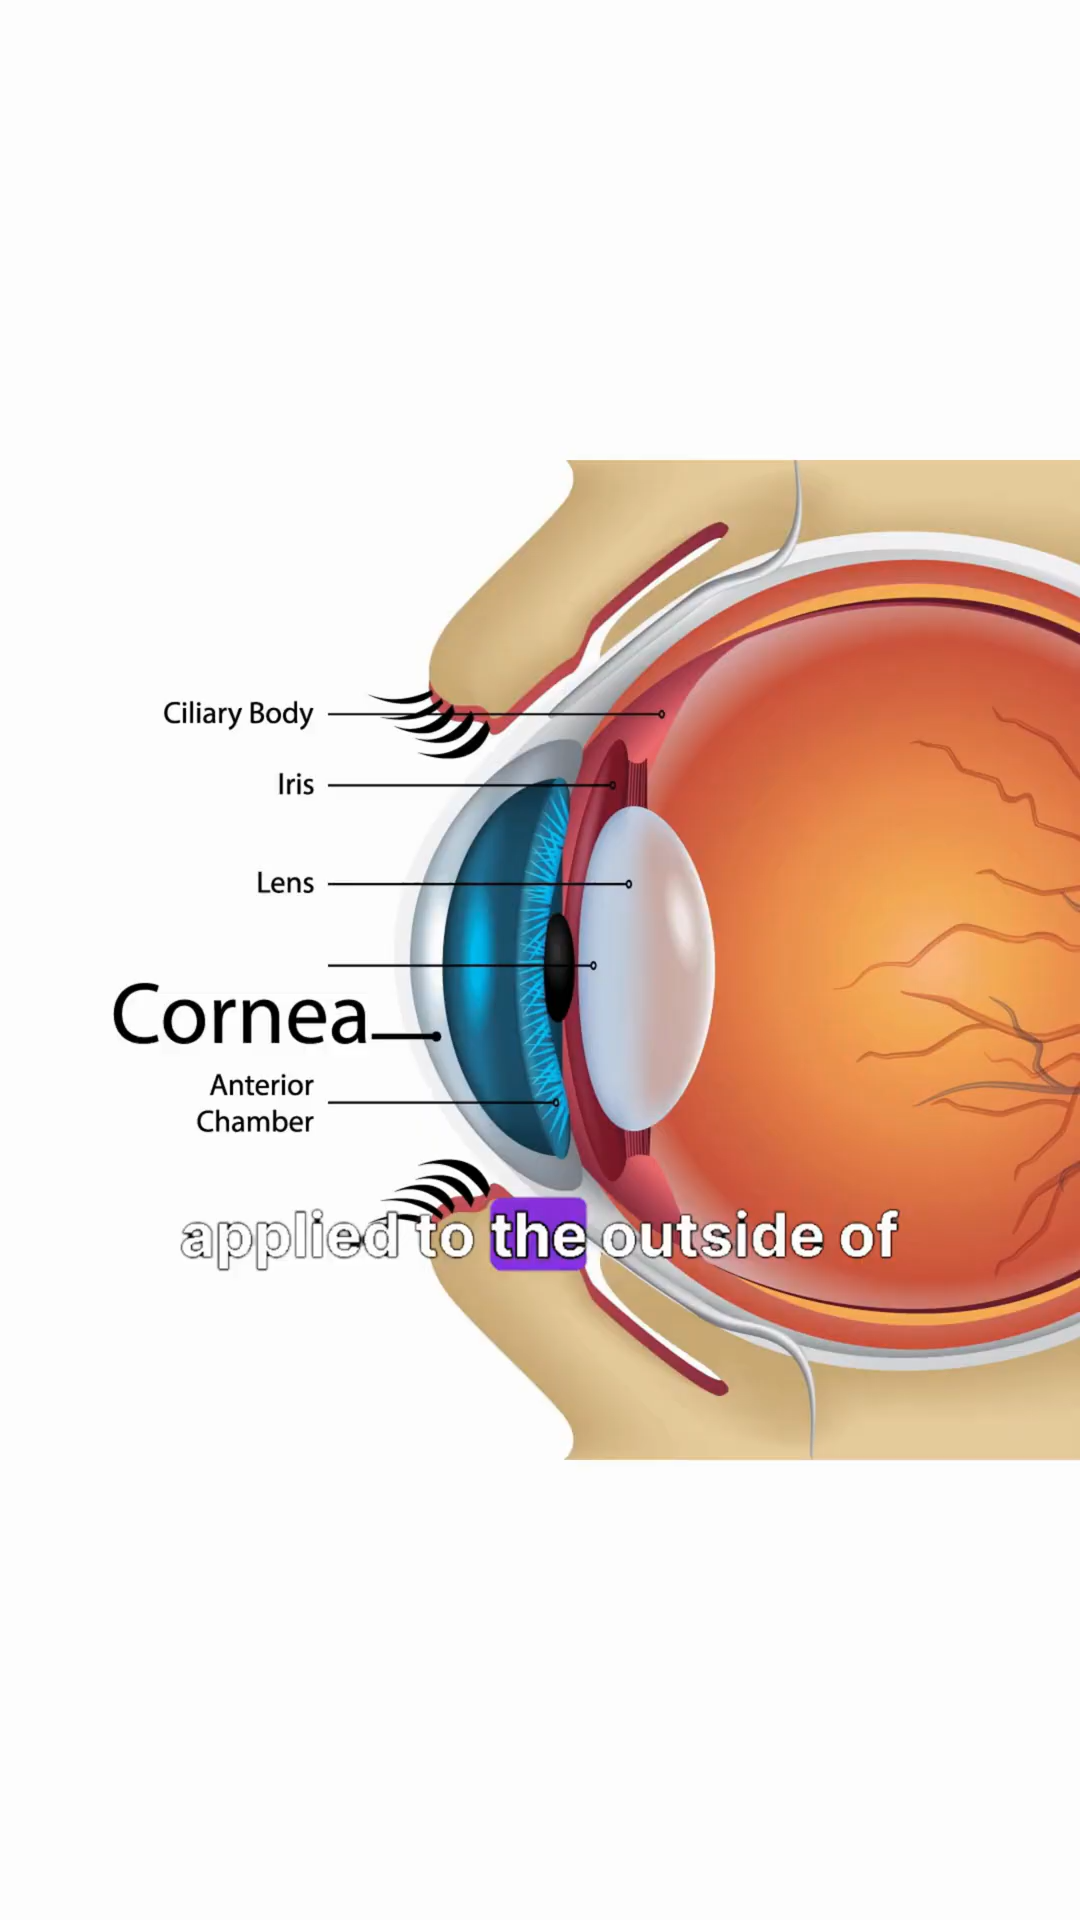 Ciliary Body
Iris
Lens
Cornea
Anterior
Chamber
applied to the outside of